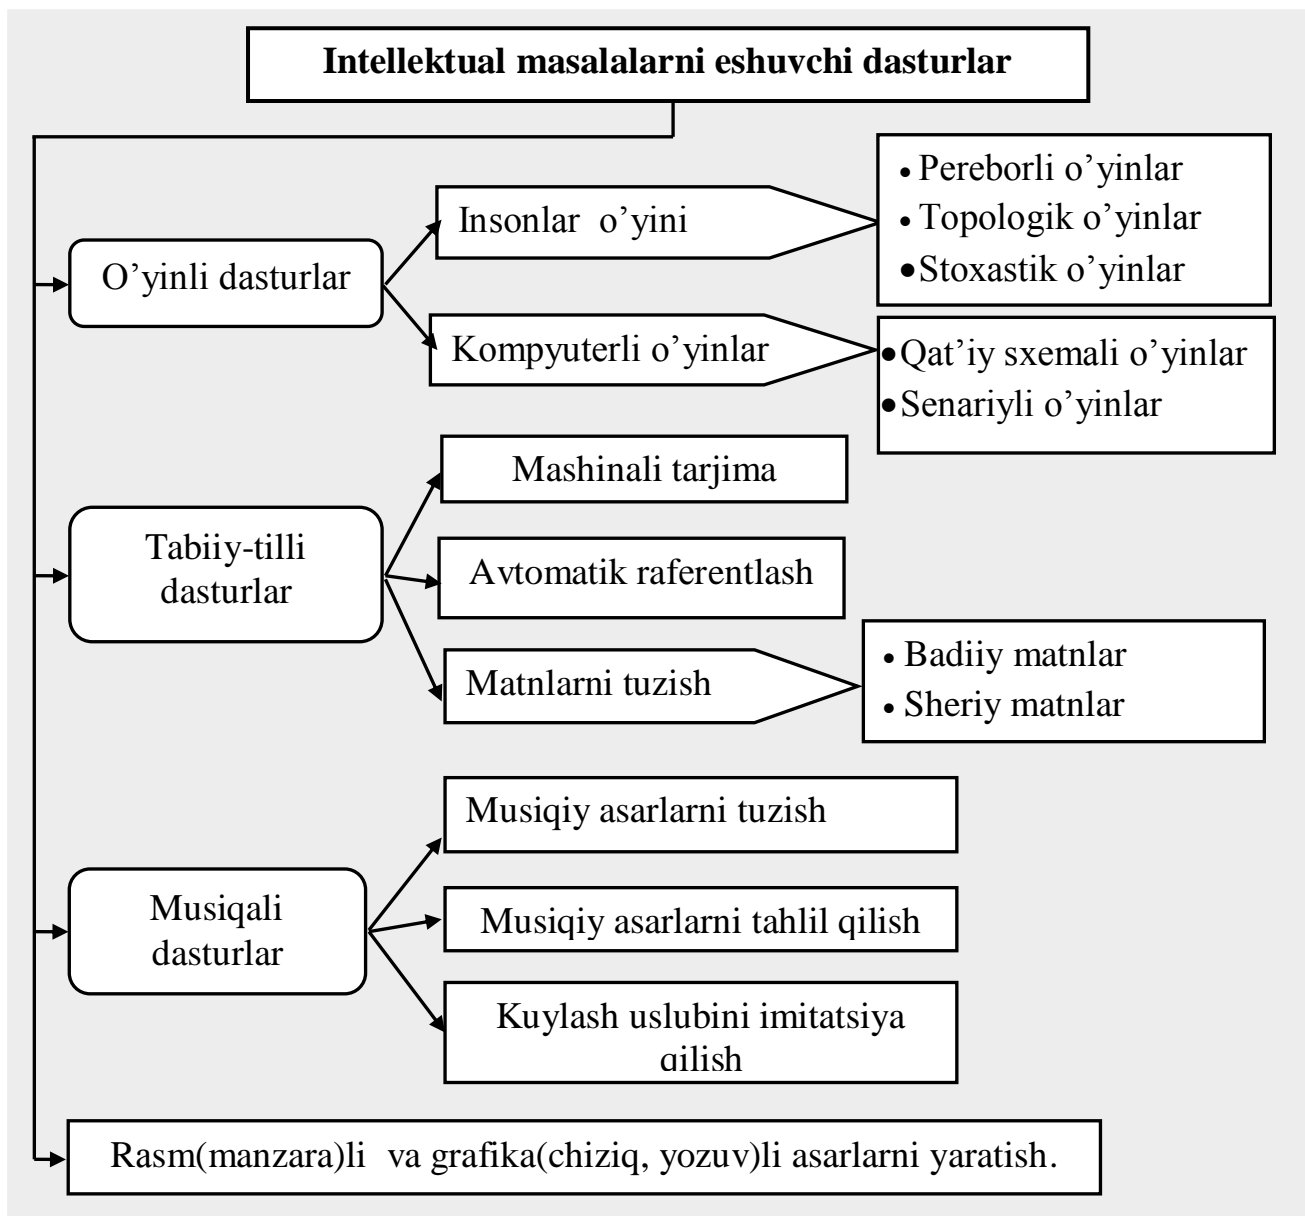 Intellektual masalalarni eshuvchi dasturlar
O’yinli dasturlar
Insonlar o’yini
• Pereborli o’yinlar
• Topologik o’yinlar
• Stoxastik o’yinlar
Kompyuterli o’yinlar
• Qat’iy sxemali o’yinlar
• Senariyli o’yinlar
Tabiiy-tilli
dasturlar
Mashinali tarjima
Avtomatik raferentlash
Matnlarni tuzish
• Badiiy matnlar
• Sheriy matnlar
Musiqali
dasturlar
Musiqiy asarlarni tuzish
Musiqiy asarlarni tahlil qilish
Kuylash uslubini imitatsiya
qilish
Rasm(manzara)li va grafika(chiziq, yozuv)li asarlarni yaratish.